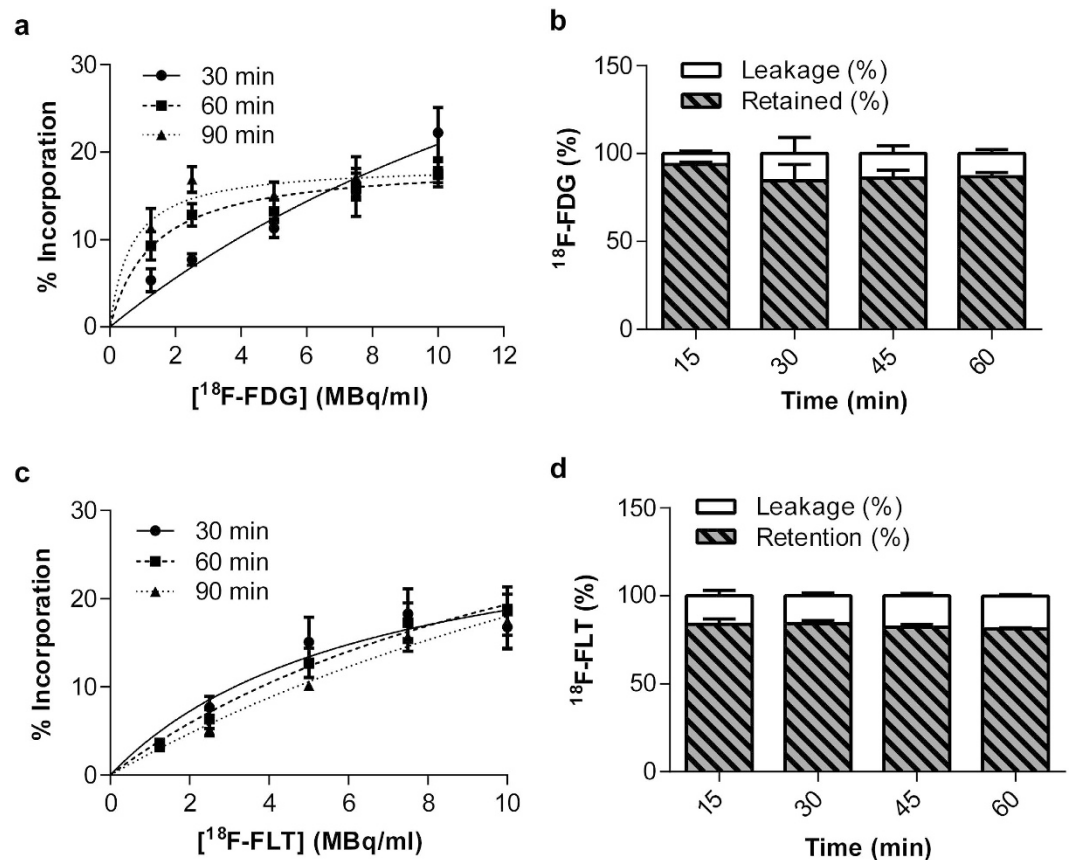 a
30
20
10
0
% Incorporation
30 min
60 min
90 min
0 2 4 6 8 10 12
[¹⁸F-FDG] (MBq/ml)
b
150
100
50
0
¹⁸F-FDG (%)
Leakage (%)
Retained (%)
15 30 45 60
Time (min)
c
30
20
10
0
% Incorporation
30 min
60 min
90 min
0 2 4 6 8 10
[¹⁸F-FLT] (MBq/ml)
d
150
100
50
0
¹⁸F-FLT (%)
Leakage (%)
Retention (%)
15 30 45 60
Time (min)